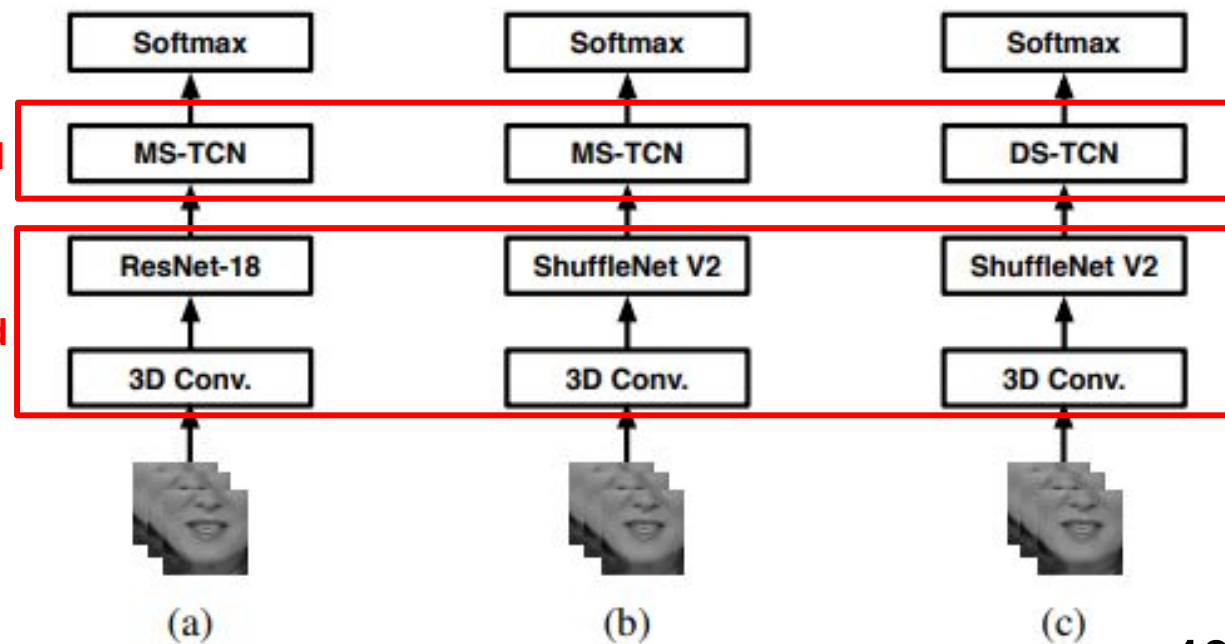 Softmax Softmax Softmax
MS-TCN MS-TCN DS-TCN
ResNet-18 ShuffleNet V2 ShuffleNet V2
3D Conv. 3D Conv. 3D Conv.
(a) (b) (c)